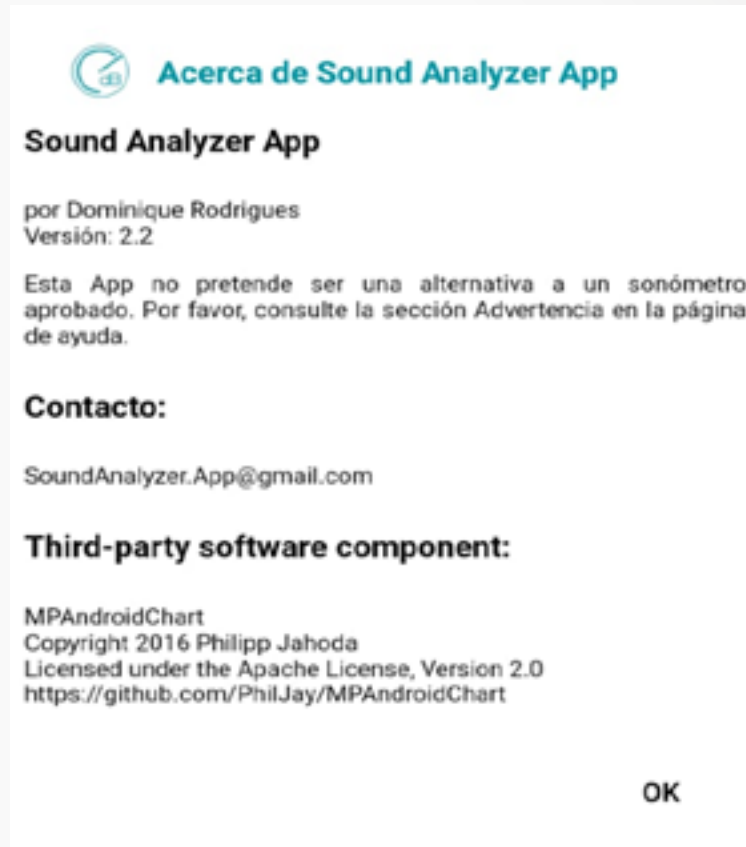 dB
Acerca de Sound Analyzer App
Sound Analyzer App
por Dominique Rodrigues
Versión: 2.2
Esta App no pretende ser una alternativa a un sonómetro
aprobado. Por favor, consulte la sección Advertencia en la página
de ayuda.
Contacto:
SoundAnalyzer.App@gmail.com
Third-party software component:
MPAndroidChart
Copyright 2016 Philipp Jahoda
Licensed under the Apache License, Version 2.0
https://github.com/PhilJay/MPAndroidChart
OK